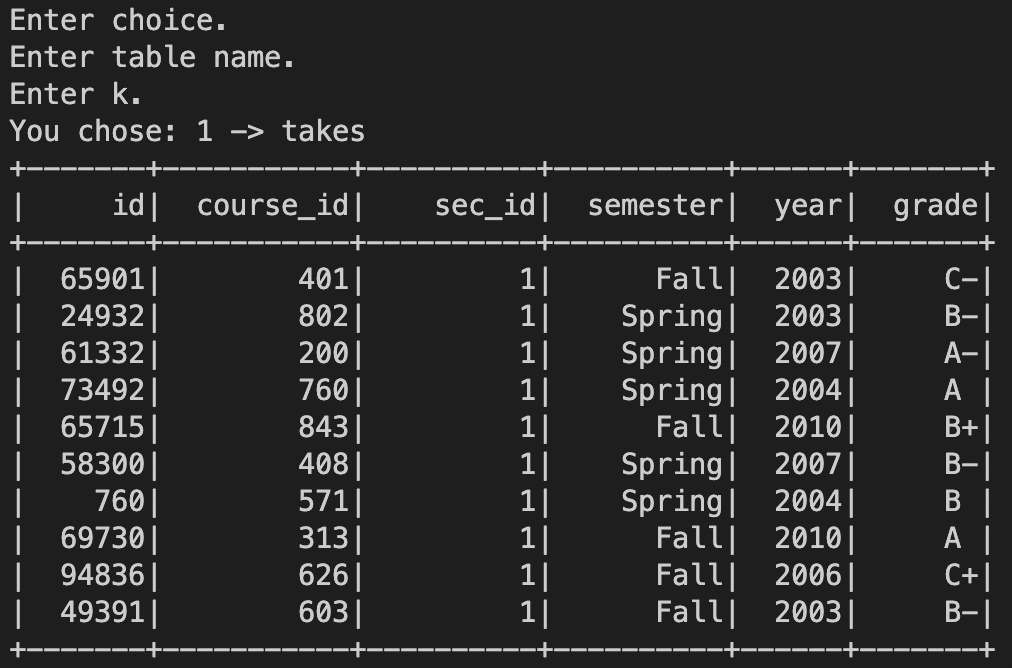 Enter choice.
Enter table name.
Enter k.
You chose: 1 -> takes
+-------+-----------+----------+----------+------+-------+
|     id|  course_id|    sec_id|  semester|  year|  grade|
+-------+-----------+----------+----------+------+-------+
|  65901|        401|         1|      Fall|  2003|     C-|
|  24932|        802|         1|    Spring|  2003|     B-|
|  61332|        200|         1|    Spring|  2007|     A-|
|  73492|        760|         1|    Spring|  2004|     A |
|  65715|        843|         1|      Fall|  2010|     B+|
|  58300|        408|         1|    Spring|  2007|     B-|
|    760|        571|         1|    Spring|  2004|     B |
|  69730|        313|         1|      Fall|  2010|     A |
|  94836|        626|         1|      Fall|  2006|     C+|
|  49391|        603|         1|      Fall|  2003|     B-|
+-------+-----------+----------+----------+------+-------+